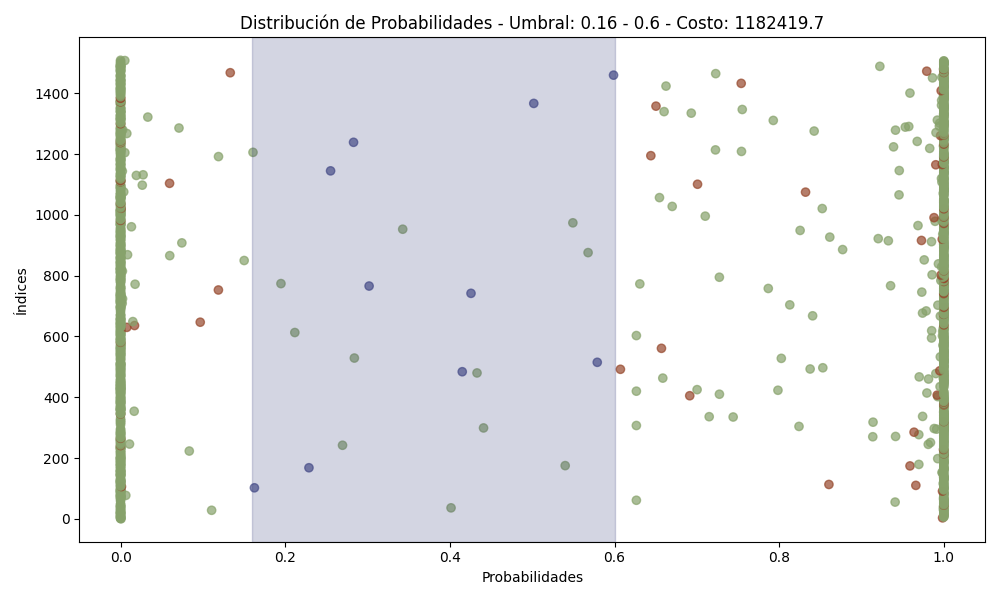 Distribución de Probabilidades - Umbral: 0.16 - 0.6 - Costo: 1182419.7
Índices
1400
1200
1000
800
600
400
200
0
0.0 0.2 0.4 0.6 0.8 1.0
Probabilidades